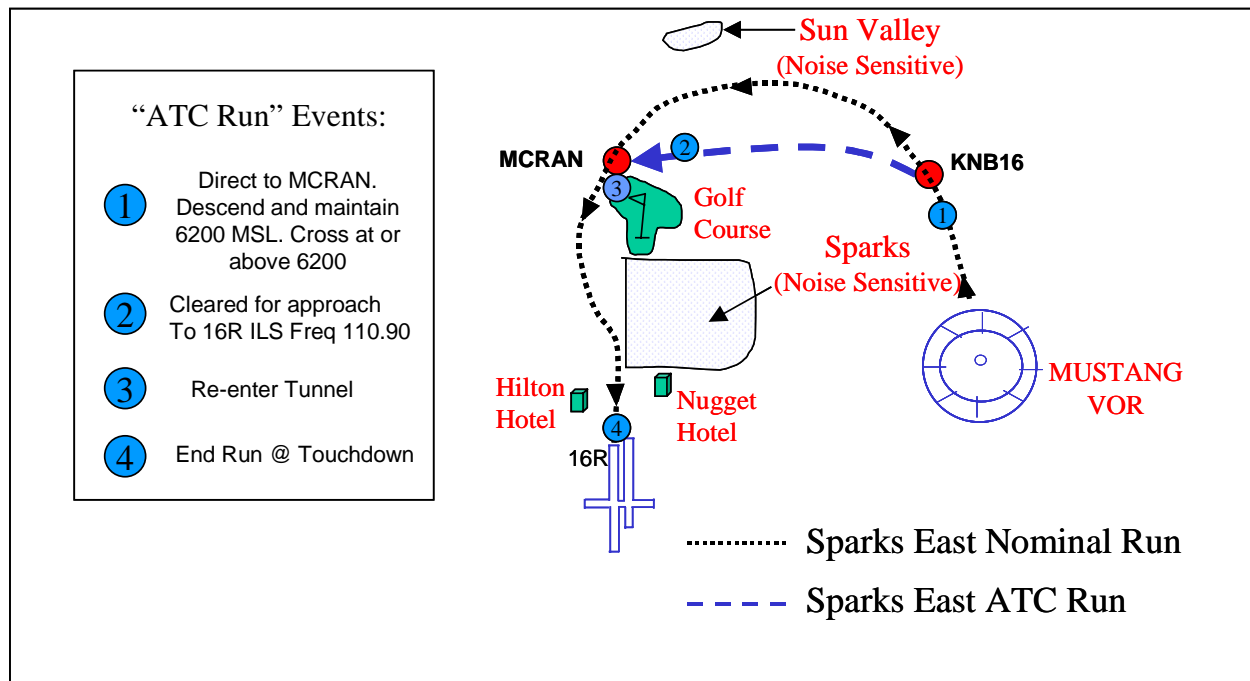 “ATC Run” Events:
1
Direct to MCRAN.
Descend and maintain
6200 MSL. Cross at or
above 6200
2
Cleared for approach
To 16R ILS Freq 110.90
3
Re-enter Tunnel
4
End Run @ Touchdown
Sun Valley
(Noise Sensitive)
MCRAN
2
KNB16
3
1
Golf
Course
Sparks
(Noise Sensitive)
MUSTANG
VOR
Hilton
Hotel
Nugget
Hotel
4
16R
Sparks East Nominal Run
Sparks East ATC Run